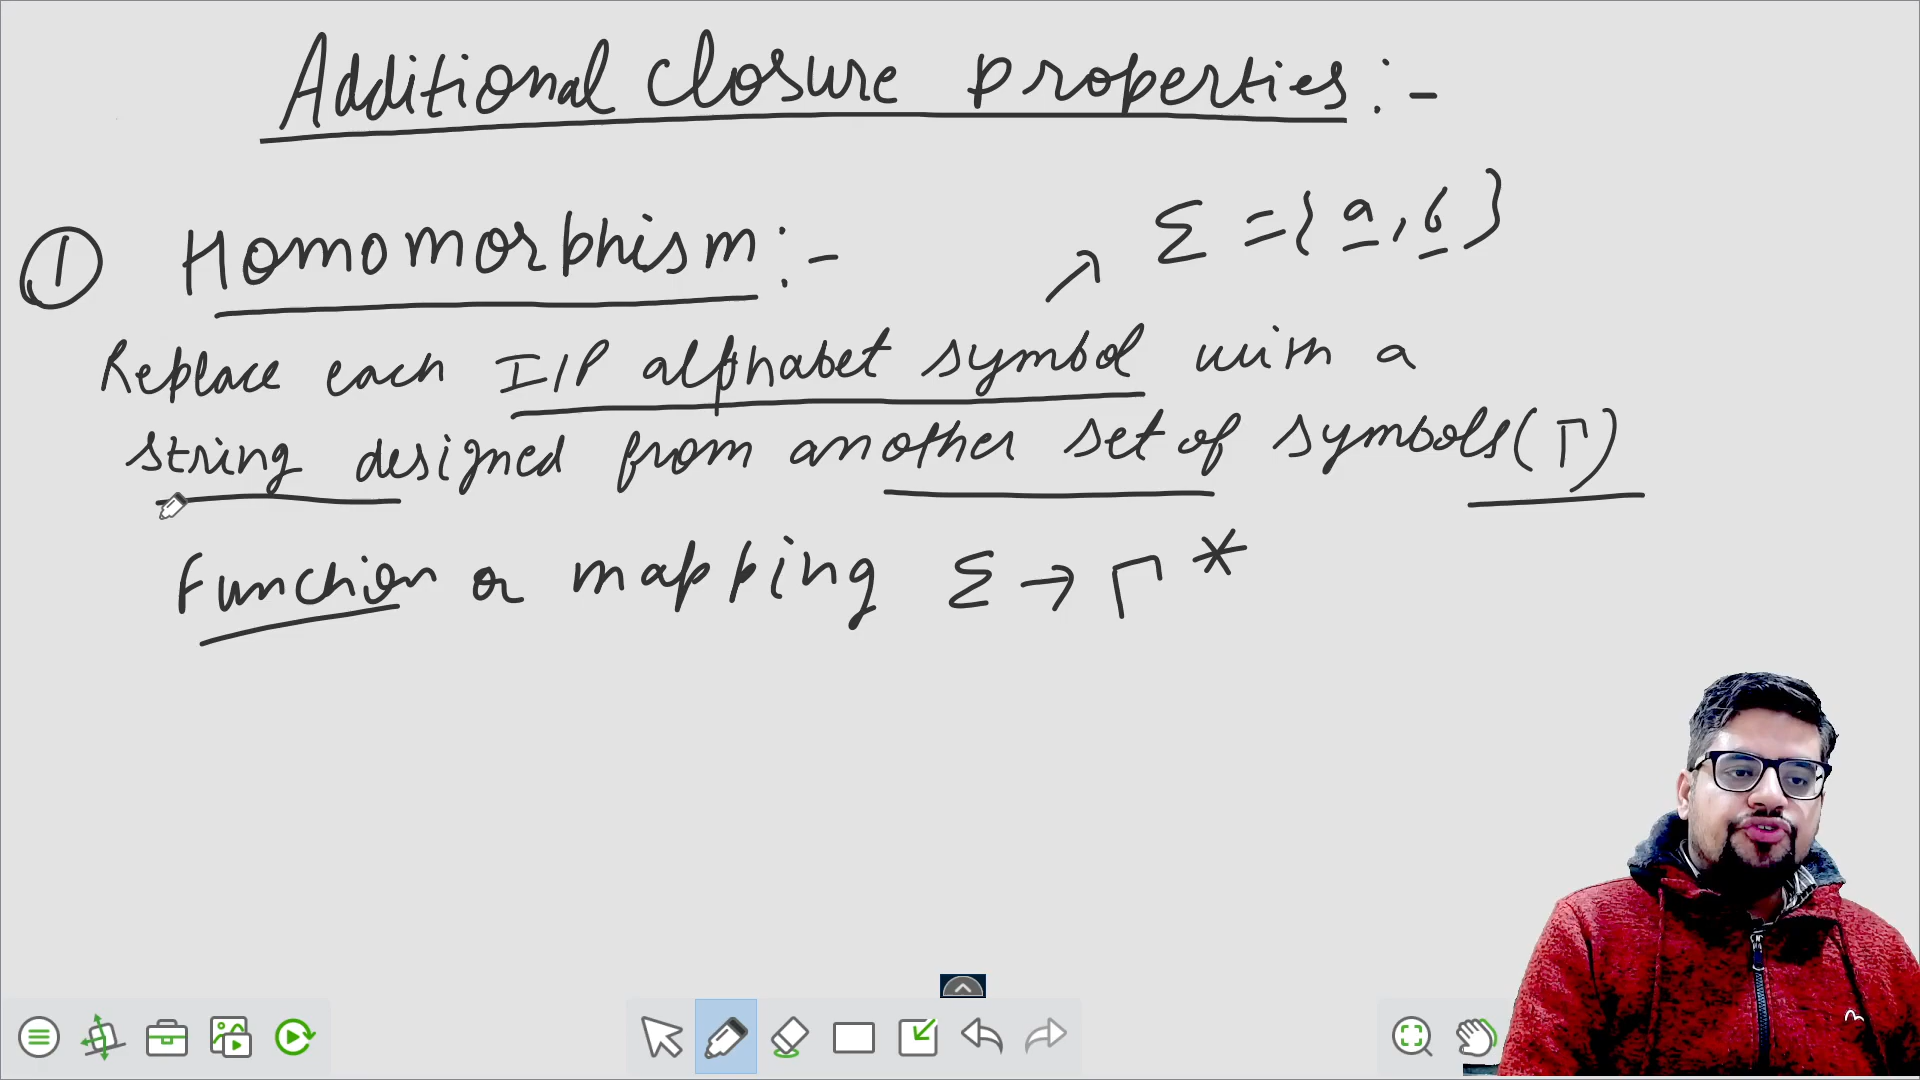 Additional Closure Properties:-
① Homomorphism:-
Σ = {a, b}
Replace each I/P alphabet symbol with a
string designed from another set of symbols(Γ)
Function or mapping Σ → Γ*